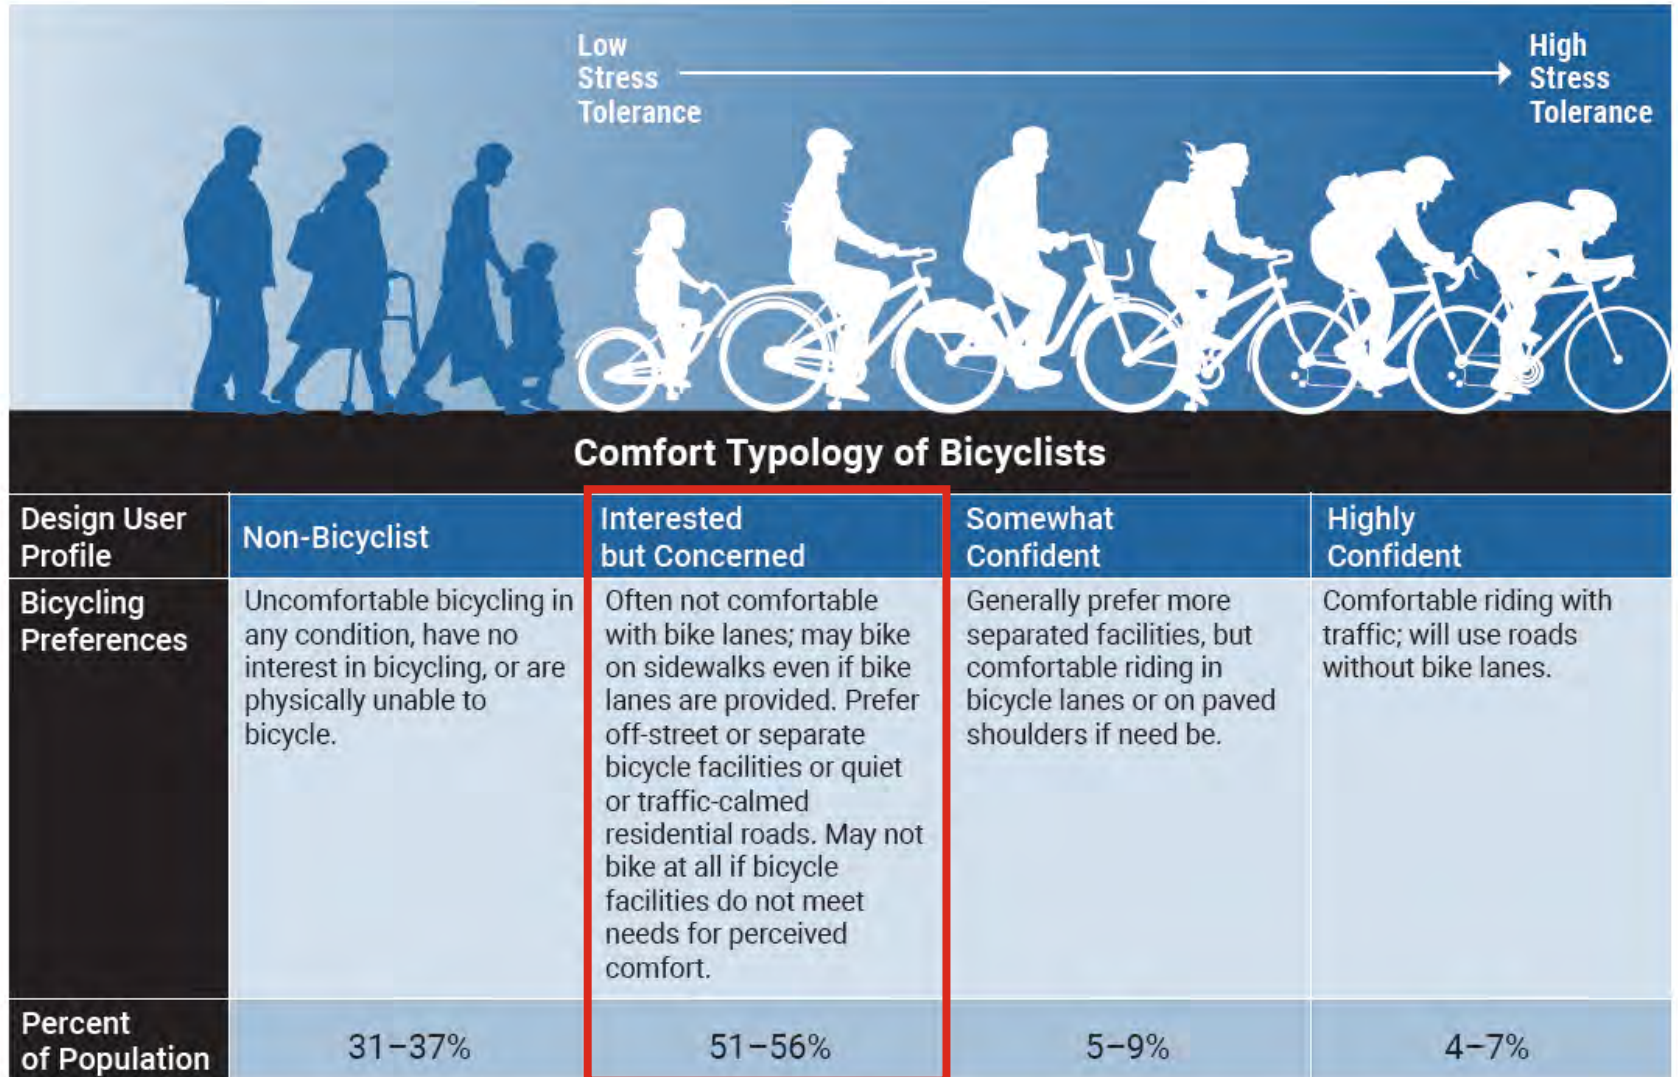 Low
Stress
Tolerance
High
Stress
Tolerance
Comfort Typology of Bicyclists
Design User
Profile
Non-Bicyclist
Interested
but Concerned
Somewhat
Confident
Highly
Confident
Bicycling
Preferences
Uncomfortable bicycling in
any condition, have no
interest in bicycling, or are
physically unable to
bicycle.
Often not comfortable
with bike lanes; may bike
on sidewalks even if bike
lanes are provided. Prefer
off-street or separate
bicycle facilities or quiet
or traffic-calmed
residential roads. May not
bike at all if bicycle
facilities do not meet
needs for perceived
comfort.
Generally prefer more
separated facilities, but
comfortable riding in
bicycle lanes or on paved
shoulders if need be.
Comfortable riding with
traffic; will use roads
without bike lanes.
Percent
of Population
31–37%
51–56%
5–9%
4–7%